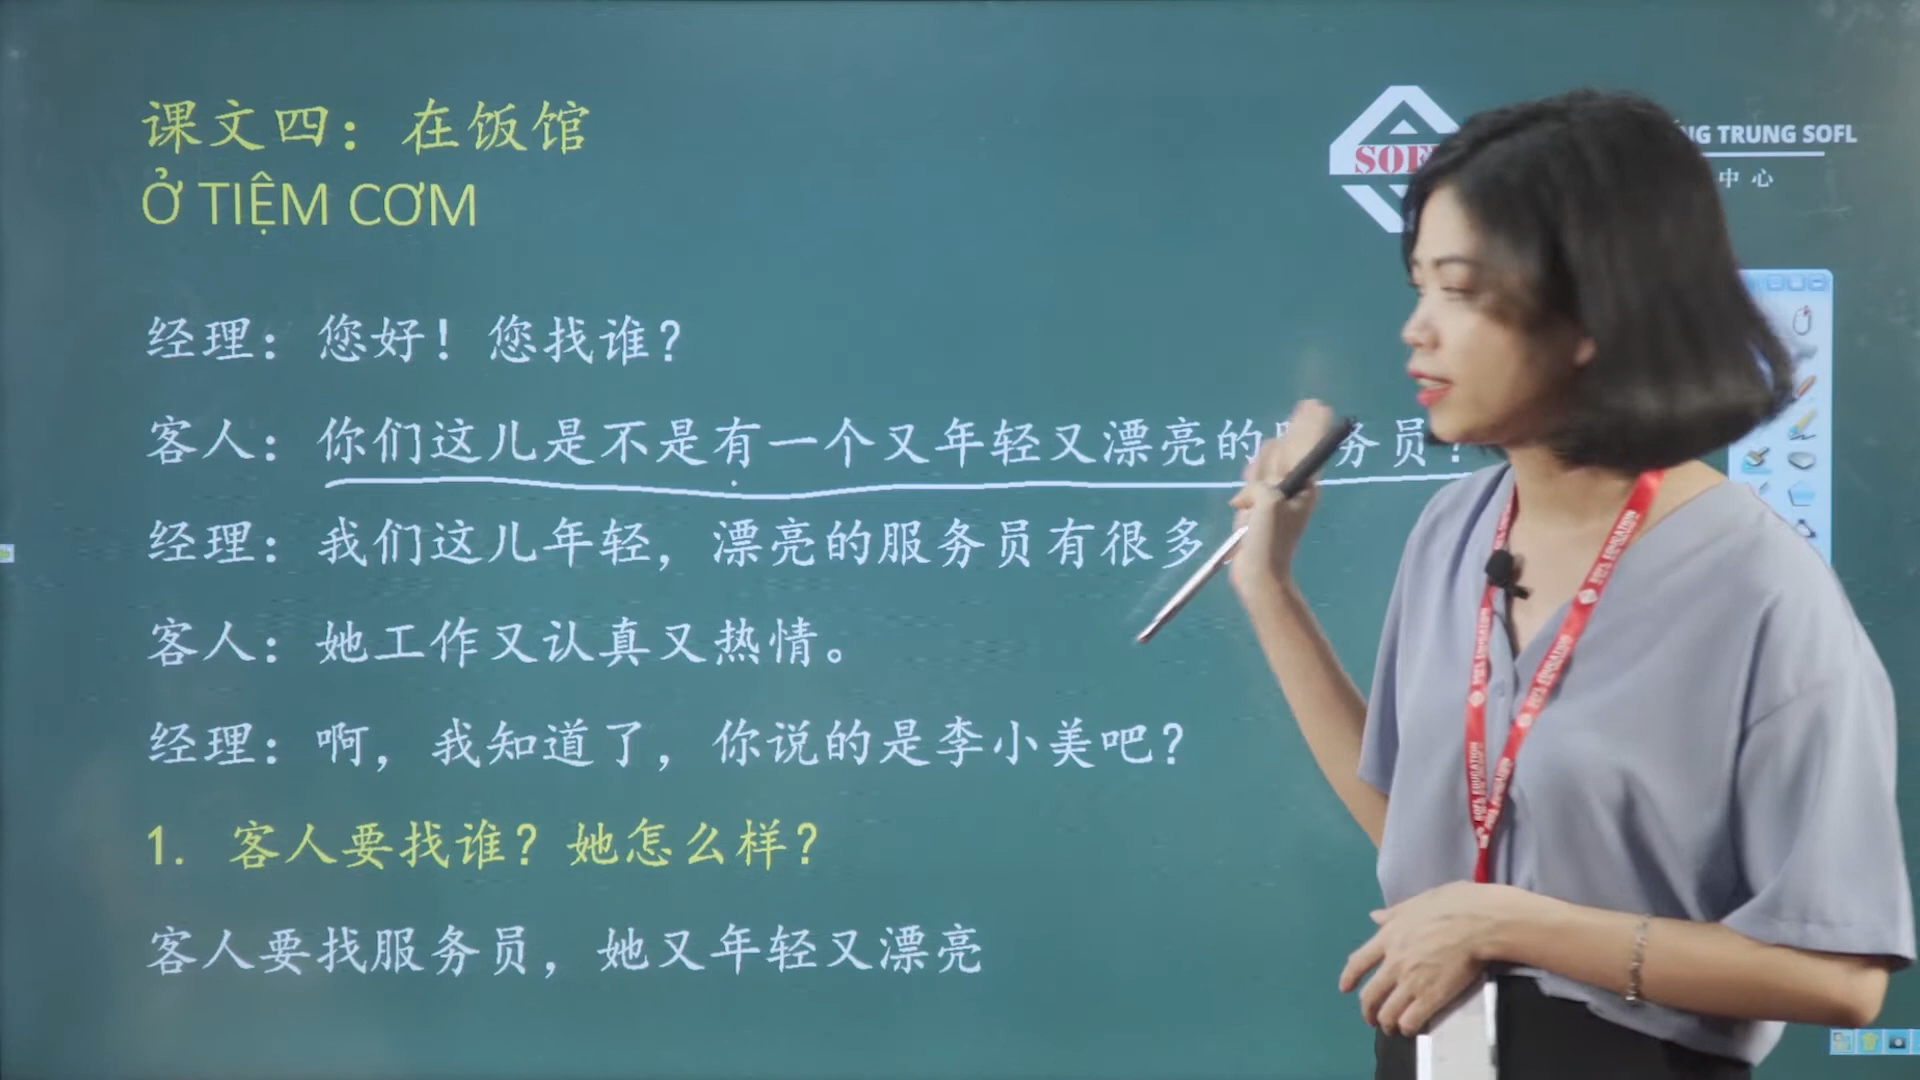 课文四：在饭馆
Ở TIỆM CƠM
SOF
NG TRUNG SOFL
中心
经理：您好！您找谁？
客人：你们这儿是不是有一个又年轻又漂亮的服务员？
经理：我们这儿年轻，漂亮的服务员有很多
客人：她工作又认真又热情。
经理：啊，我知道了，你说的是李小美吧？
1. 客人要找谁？她怎么样？
客人要找服务员，她又年轻又漂亮